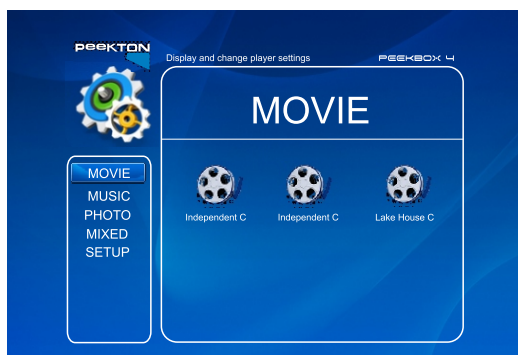 PEEKTON
Display and change player settings
PEEKBOX 4
MOVIE
MOVIE
MUSIC
PHOTO
MIXED
SETUP
Independent C
Independent C
Lake House C